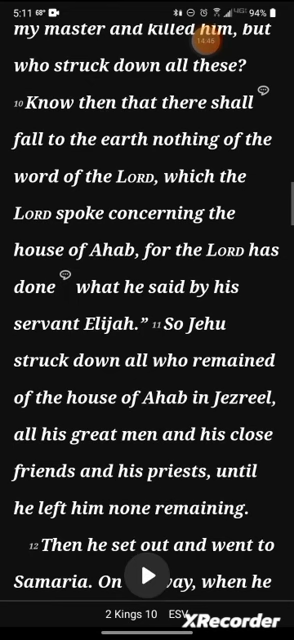 5:11 68° 94%
my master and killed him, but
14:46
who struck down all these?
10 Know then that there shall
fall to the earth nothing of the
word of the LORD, which the
LORD spoke concerning the
house of Ahab, for the LORD has
done what he said by his
servant Elijah.” 11 So Jehu
struck down all who remained
of the house of Ahab in Jezreel,
all his great men and his close
friends and his priests, until
he left him none remaining.
12 Then he set out and went to
Samaria. On when he
2 Kings 10 ESV
XRecorder